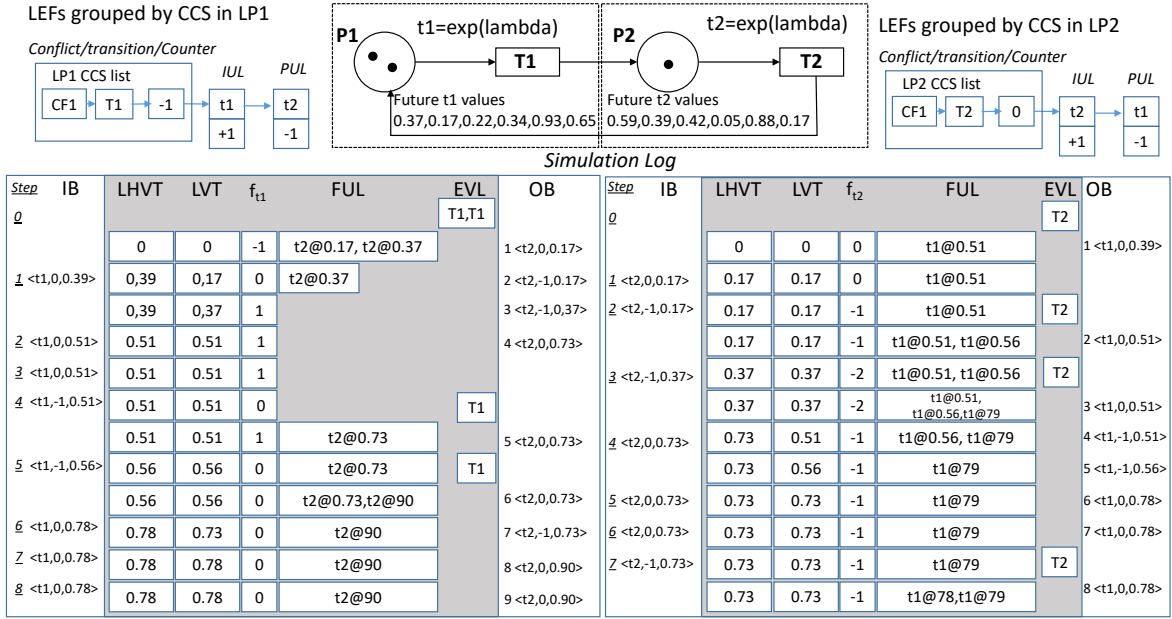 LEFs grouped by CCS in LP1
Conflict/transition/Counter
LP1 CCS list
IUL
PUL
CF1
T1
-1
t1
t2
+1
-1
P1
t1=exp(lambda)
T1
P2
t2=exp(lambda)
T2
Future t1 values
0.37,0.17,0.22,0.34,0.93,0.65
Future t2 values
0.59,0.39,0.42,0.05,0.88,0.17
LEFs grouped by CCS in LP2
Conflict/transition/Counter
LP2 CCS list
IUL
PUL
CF1
T2
0
t2
t1
+1
-1
Simulation Log
Step IB LHVT LVT ft1 FUL EVL OB
0 T1,T1
0 0 -1 t2@0.17, t2@0.37 1 <t2,0,0.17>
1 <t1,0,0.39> 0,39 0,17 0 t2@0.37 2 <t2,-1,0.17>
0,39 0,37 1 3 <t2,-1,0,37>
2 <t1,0,0.51> 0.51 0.51 1 4 <t2,0,0.73>
3 <t1,0,0.51> 0.51 0.51 1
4 <t1,-1,0.51> 0.51 0.51 0 T1
0.51 0.51 1 t2@0.73 5 <t2,0,0.73>
5 <t1,-1,0.56> 0.56 0.56 0 t2@0.73 T1
0.56 0.56 0 t2@0.73,t2@90 6 <t2,0,0.73>
6 <t1,0,0.78> 0.78 0.73 0 t2@90 7 <t2,-1,0.73>
7 <t1,0,0.78> 0.78 0.78 0 t2@90 8 <t2,0,0.90>
8 <t1,0,0.78> 0.78 0.78 0 t2@90 9 <t2,0,0.90>
Step IB LHVT LVT ft2 FUL EVL OB
0 T2
0 0 0 t1@0.51 1 <t1,0,0.39>
1 <t2,0,0.17> 0.17 0.17 0 t1@0.51
2 <t2,-1,0.17> 0.17 0.17 -1 t1@0.51 T2
0.17 0.17 -1 t1@0.51, t1@0.56 2 <t1,0,0.51>
3 <t2,-1,0.37> 0.37 0.37 -2 t1@0.51, t1@0.56 T2
0.37 0.37 -2 t1@0.51,
t1@0.56,t1@79 3 <t1,0,0.51>
4 <t2,0,0.73> 0.73 0.51 -1 t1@0.56, t1@79 4 <t1,-1,0.51>
0.73 0.56 -1 t1@79 5 <t1,-1,0.56>
5 <t2,0,0.73> 0.73 0.73 -1 t1@79 6 <t1,0,0.78>
6 <t2,0,0.73> 0.73 0.73 -1 t1@79 7 <t1,0,0.78>
7 <t2,-1,0.73> 0.73 0.73 -1 t1@79 T2
0.73 0.73 -1 t1@78,t1@79 8 <t1,0,0.78>